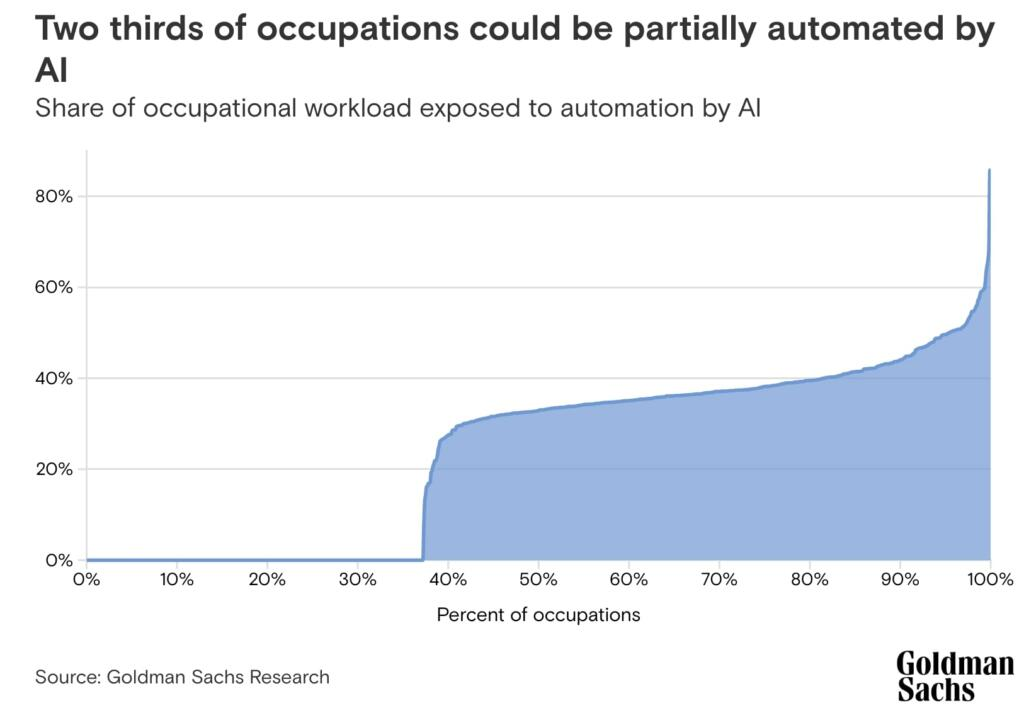 Two thirds of occupations could be partially automated by
AI
Share of occupational workload exposed to automation by AI
80%
60%
40%
20%
0%
0% 10% 20% 30% 40% 50% 60% 70% 80% 90% 100%
Percent of occupations
Source: Goldman Sachs Research
Goldman
Sachs